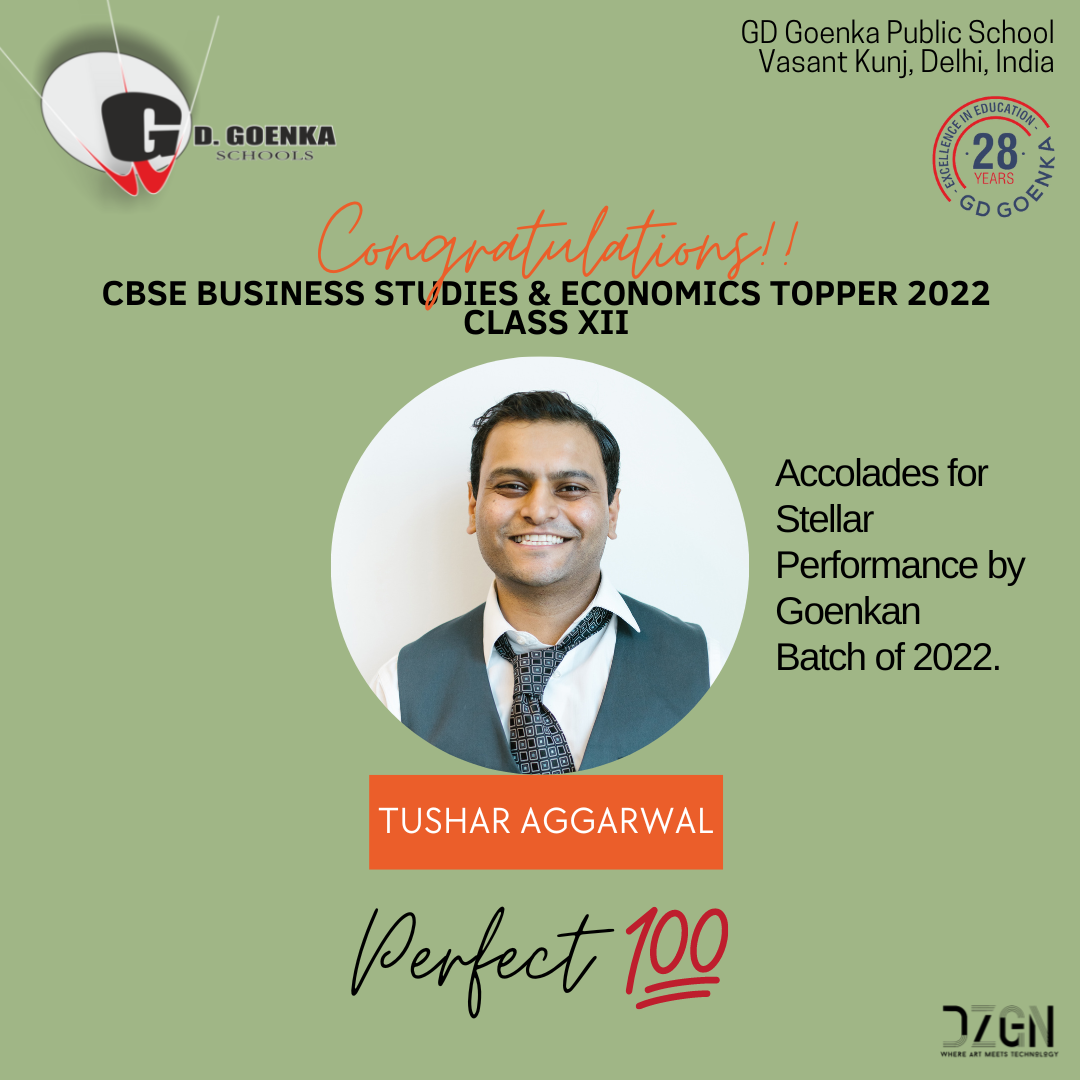 GD Goenka Public School
Vasant Kunj, Delhi, India
G D. GOENKA
SCHOOLS
- EXCELLENCE IN EDUCATION -
· 28 ·
YEARS
GD GOENKA
Congratulations!!
CBSE BUSINESS STUDIES & ECONOMICS TOPPER 2022
CLASS XII
Accolades for
Stellar
Performance by
Goenkan
Batch of 2022.
TUSHAR AGGARWAL
Perfect 100
DZGN
WHERE ART MEETS TECHNOLOGY